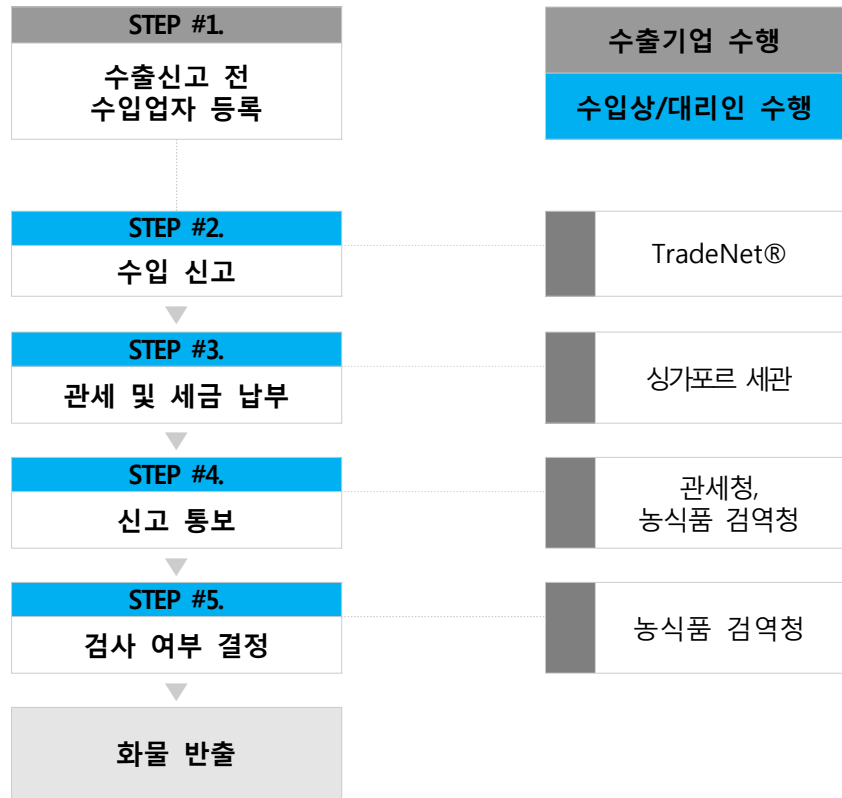 STEP #1.
수출신고 전
수입업자 등록
수출기업 수행
수입상/대리인 수행
STEP #2.
수입 신고
TradeNet®
STEP #3.
관세 및 세금 납부
싱가포르 세관
STEP #4.
신고 통보
관세청,
농식품 검역청
STEP #5.
검사 여부 결정
농식품 검역청
화물 반출